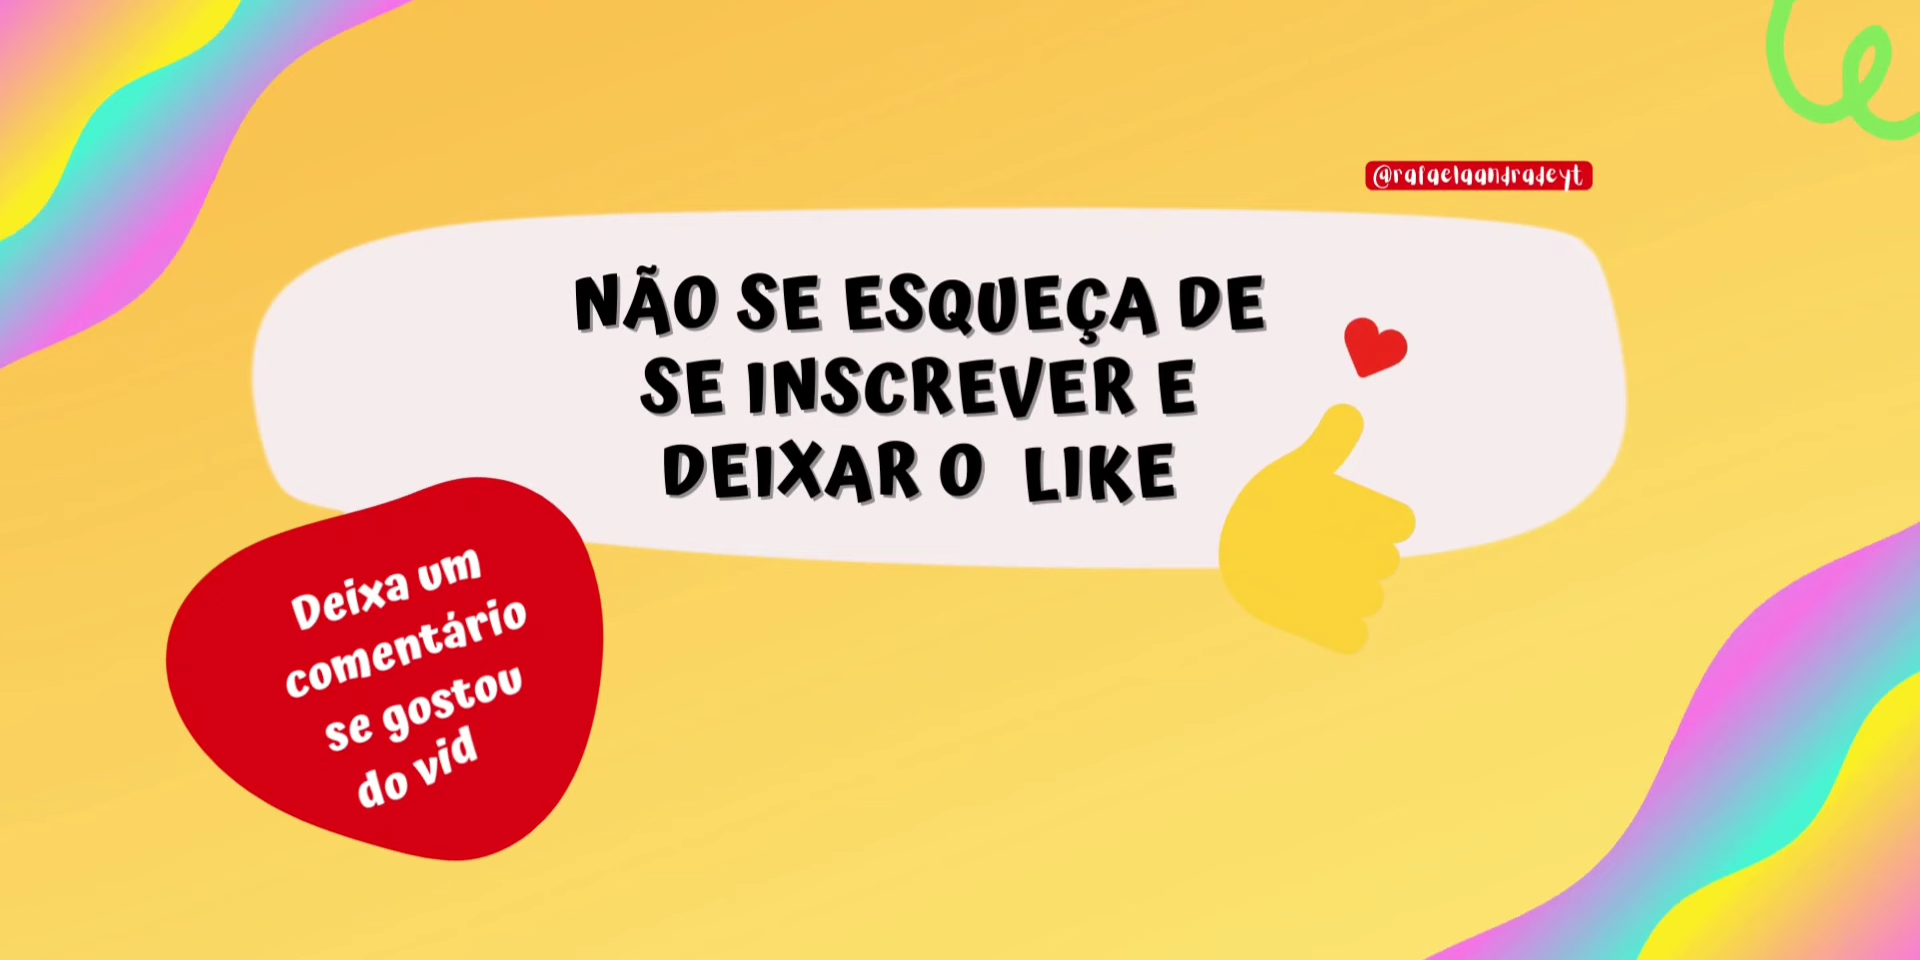 @rafaelaandradeyt
NÃO SE ESQUEÇA DE
SE INSCREVER E
DEIXAR O LIKE
Deixa um
comentário
se gostou
do vid